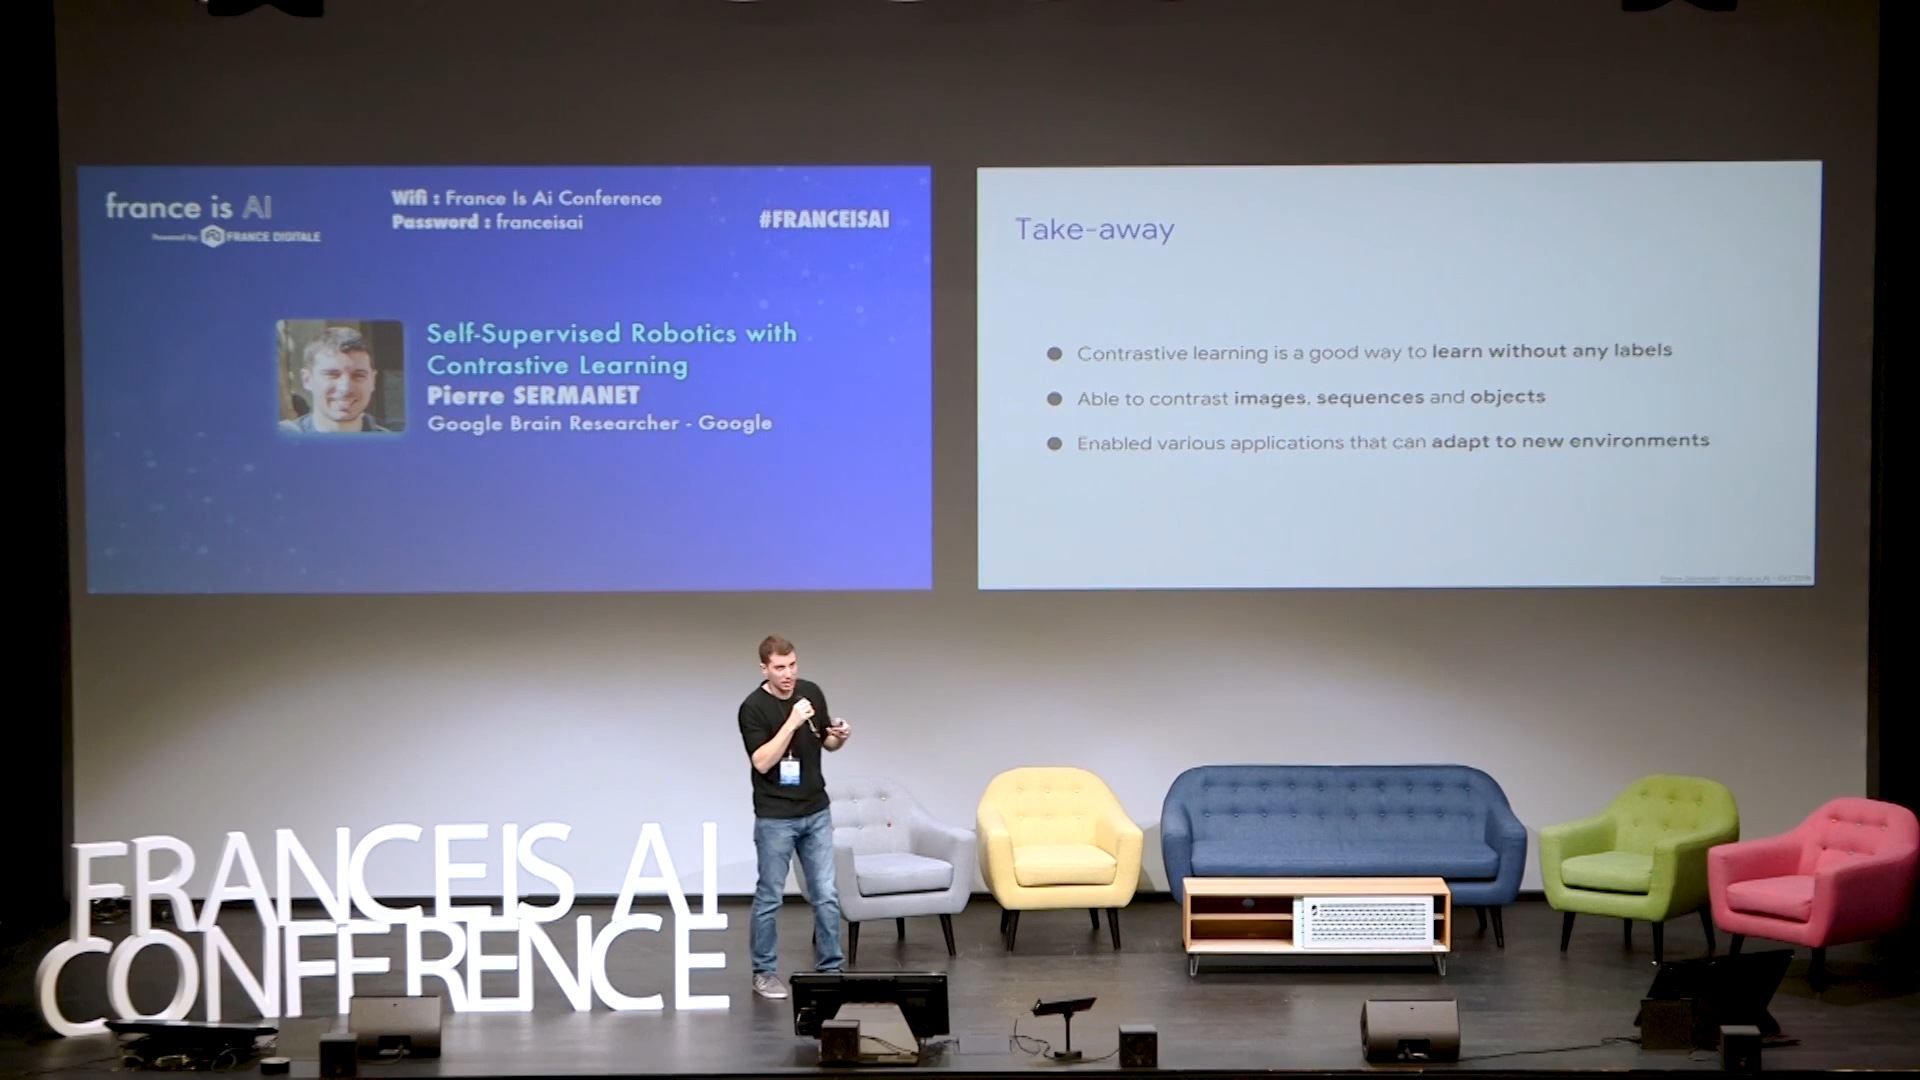 france is AI
Powered by FRANCE DIGITALE
Wifi : France Is Ai Conference
Password : franceisai
#FRANCEISAI
Self-Supervised Robotics with
Contrastive Learning
Pierre SERMANET
Google Brain Researcher - Google
Take-away
Contrastive learning is a good way to learn without any labels
Able to contrast images, sequences and objects
Enabled various applications that can adapt to new environments
FRANCE IS AI
CONFERENCE